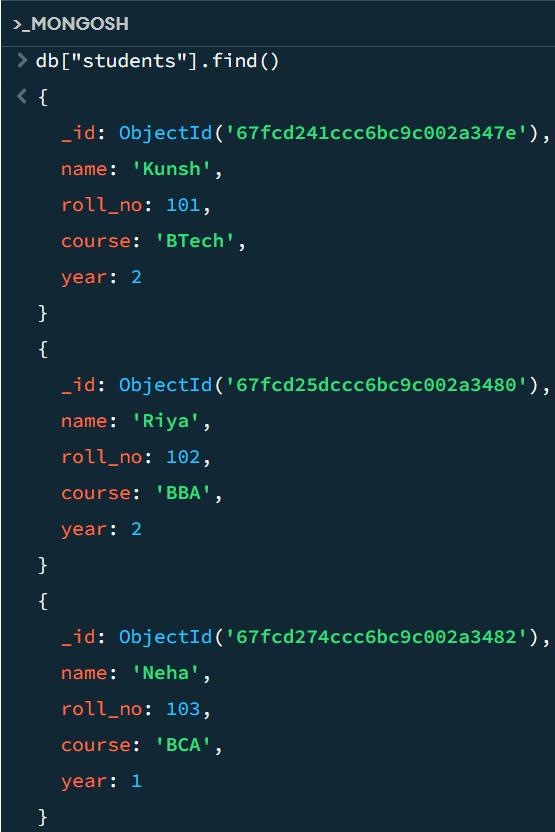 >_MONGOSH
> db["students"].find()
< {
_id: ObjectId('67fcd241ccc6bc9c002a347e'),
name: 'Kunsh',
roll_no: 101,
course: 'BTech',
year: 2
}
{
_id: ObjectId('67fcd25dccc6bc9c002a3480'),
name: 'Riya',
roll_no: 102,
course: 'BBA',
year: 2
}
{
_id: ObjectId('67fcd274ccc6bc9c002a3482'),
name: 'Neha',
roll_no: 103,
course: 'BCA',
year: 1
}